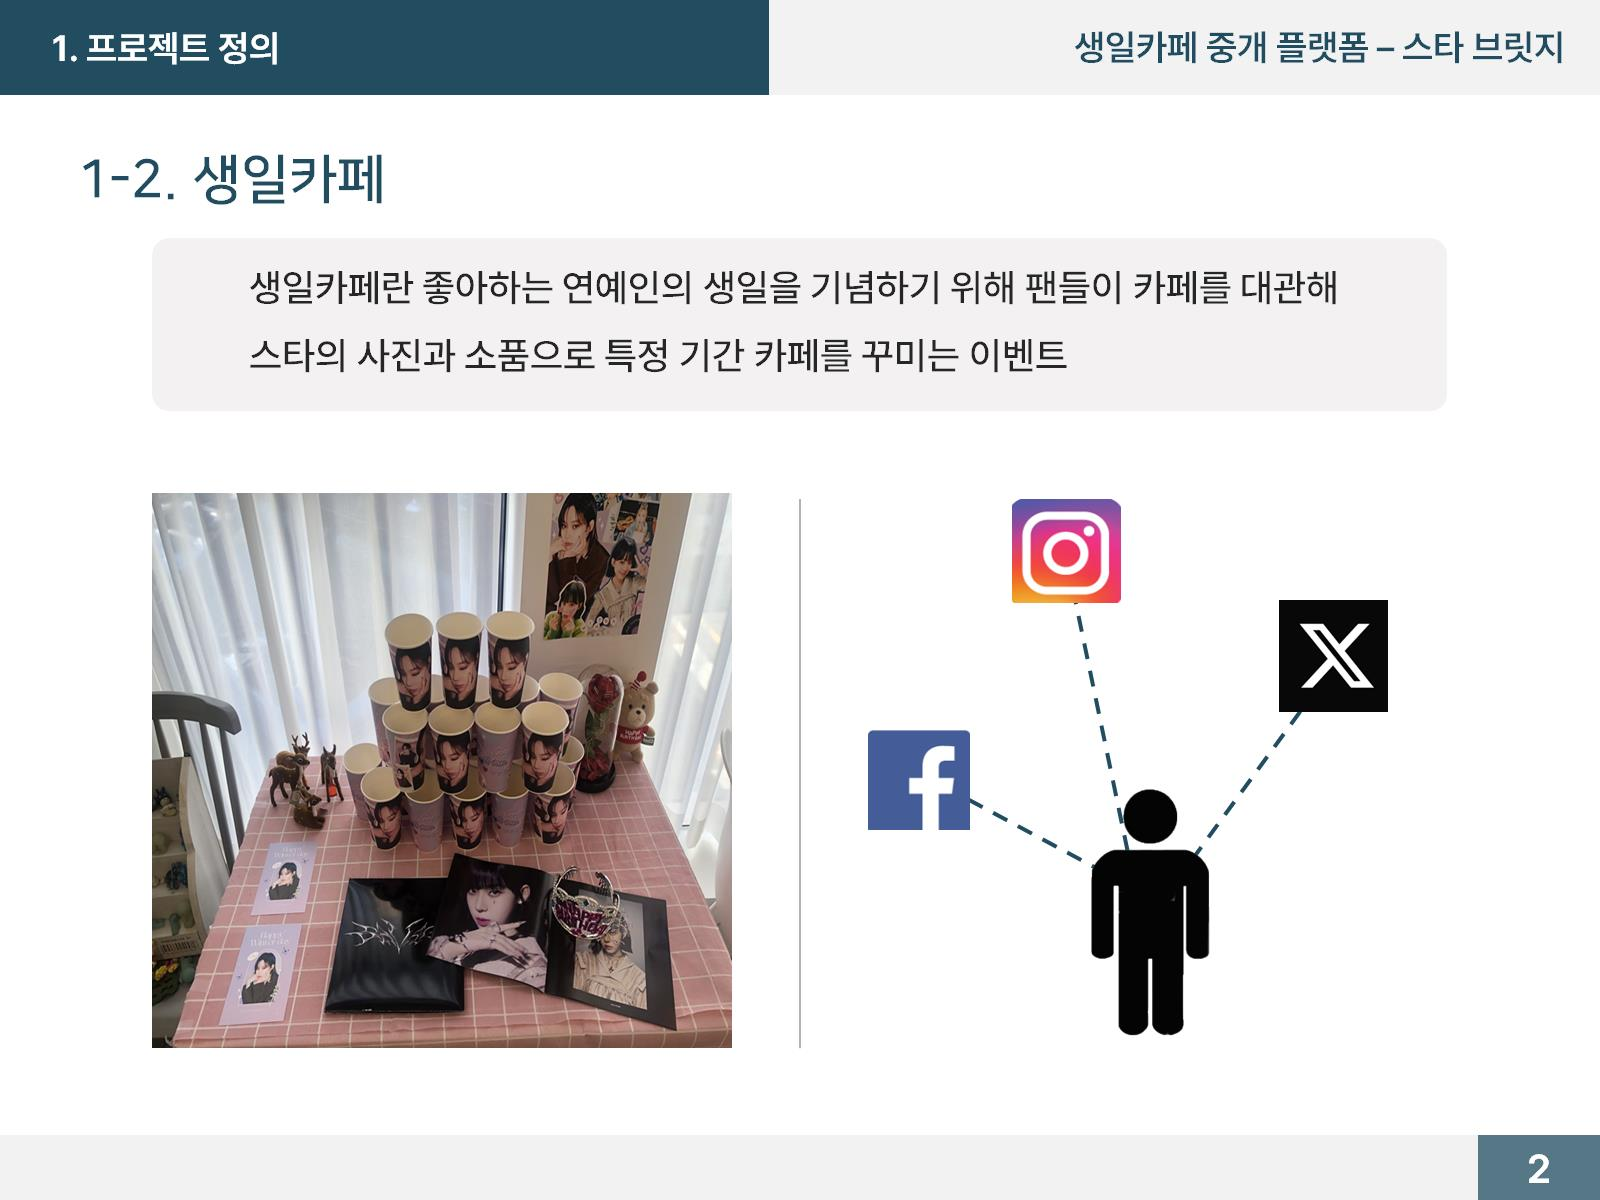 1. 프로젝트 정의
생일카페 중개 플랫폼 – 스타 브릿지
1-2. 생일카페
생일카페란 좋아하는 연예인의 생일을 기념하기 위해 팬들이 카페를 대관해
스타의 사진과 소품으로 특정 기간 카페를 꾸미는 이벤트
2